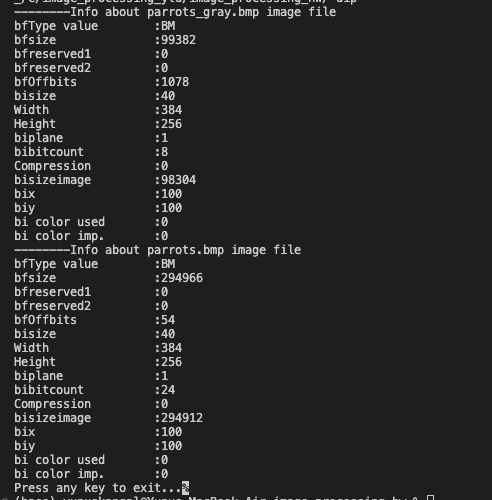 --------Info about parrots_gray.bmp image file
bfType value :BM
bfsize :99382
bfreserved1 :0
bfreserved2 :0
bfOffbits :1078
bisize :40
Width :384
Height :256
biplane :1
bibitcount :8
Compression :0
bisizeimage :98304
bix :100
biy :100
bi color used :0
bi color imp. :0
--------Info about parrots.bmp image file
bfType value :BM
bfsize :294966
bfreserved1 :0
bfreserved2 :0
bfOffbits :54
bisize :40
Width :384
Height :256
biplane :1
bibitcount :24
Compression :0
bisizeimage :294912
bix :100
biy :100
bi color used :0
bi color imp. :0
Press any key to exit...%